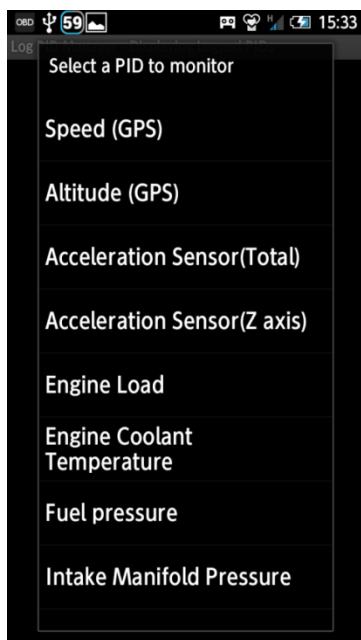 OBD 59 H 15:33
Log
Select a PID to monitor
Speed (GPS)
Altitude (GPS)
Acceleration Sensor(Total)
Acceleration Sensor(Z axis)
Engine Load
Engine Coolant
Temperature
Fuel pressure
Intake Manifold Pressure